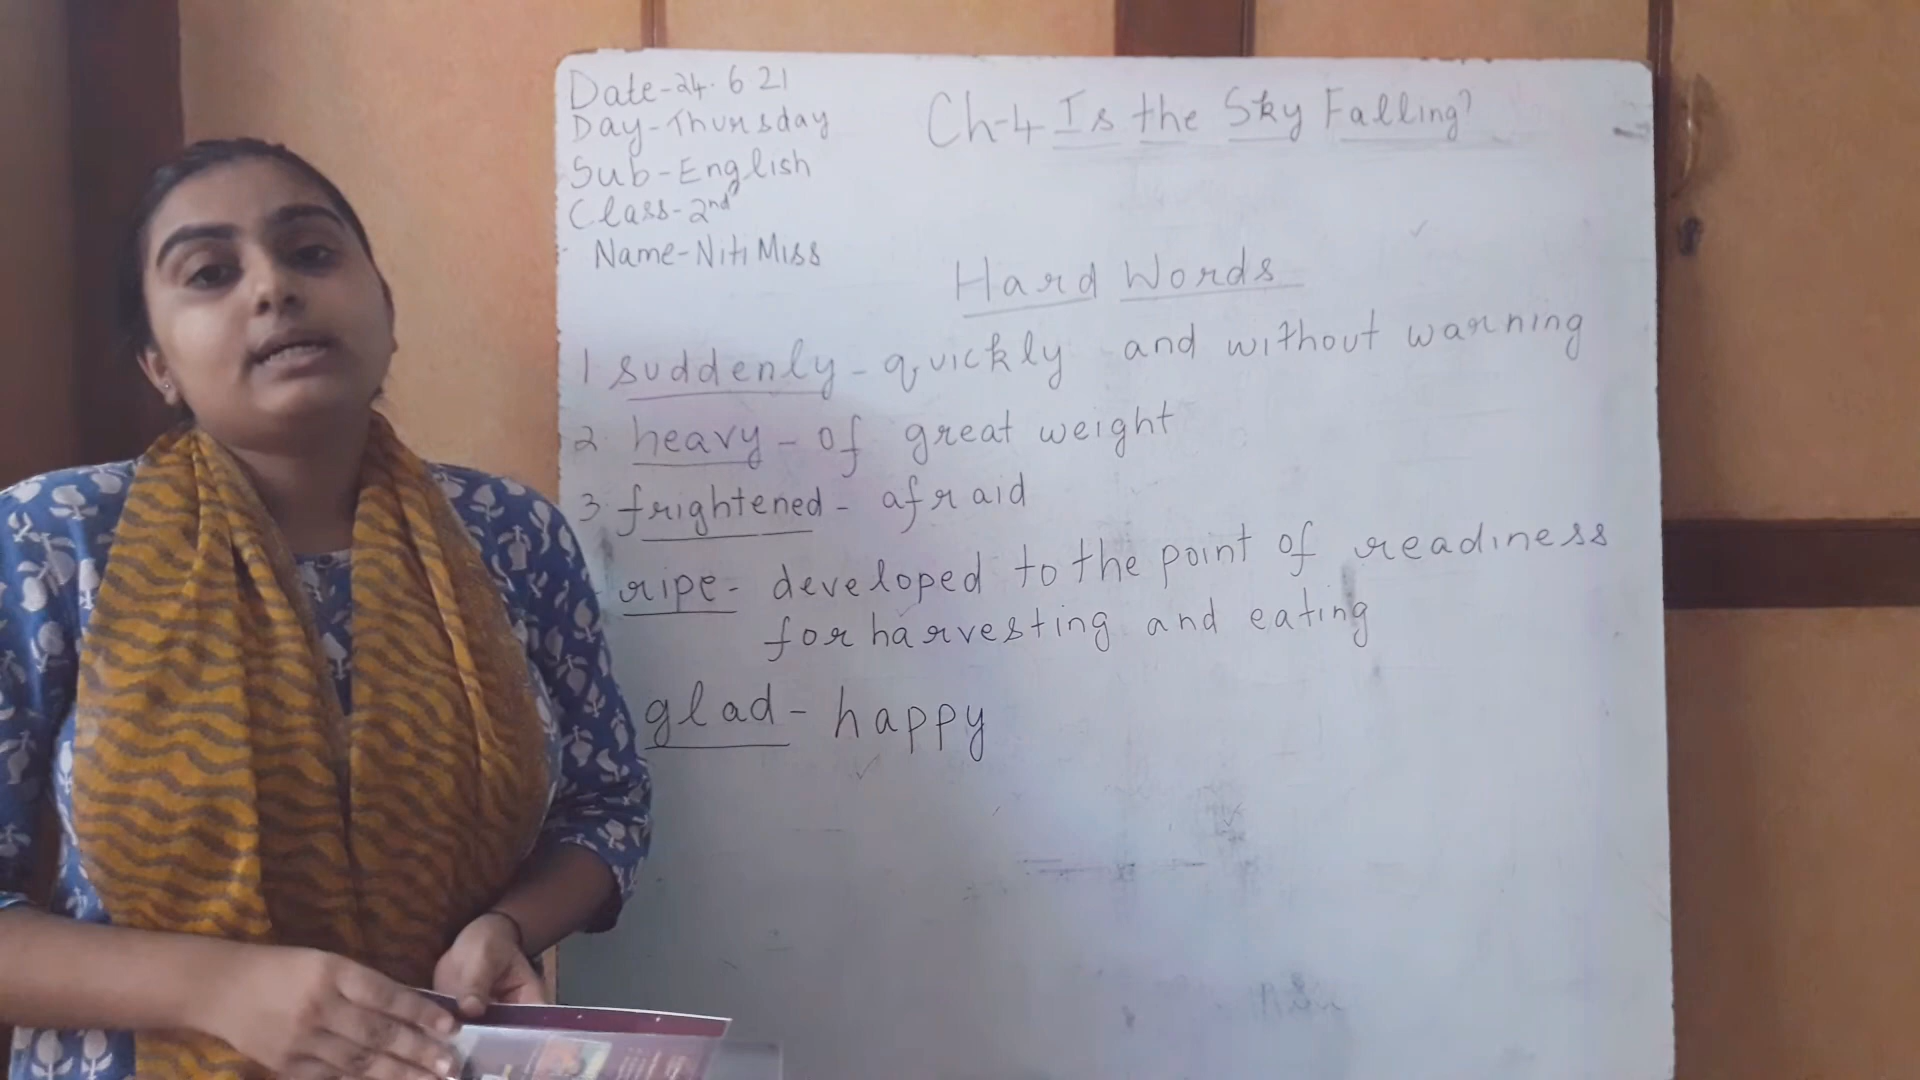 Date-24.6 21
Day-Thursday
Sub-English
Class-2nd
Name-Niti Miss
Ch-4 Is the Sky Falling?
Hard Words
1 suddenly - quickly and without warning
2. heavy - of great weight
3. frightened - afraid
ripe - developed to the point of readiness
for harvesting and eating
glad - happy